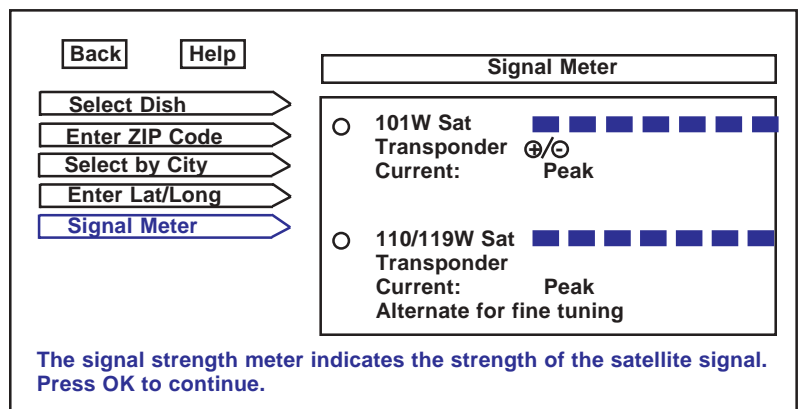 Back Help
Signal Meter
Select Dish
Enter ZIP Code
Select by City
Enter Lat/Long
Signal Meter
101W Sat
Transponder ⊕/⊖
Current: Peak
110/119W Sat
Transponder
Current: Peak
Alternate for fine tuning
The signal strength meter indicates the strength of the satellite signal.
Press OK to continue.